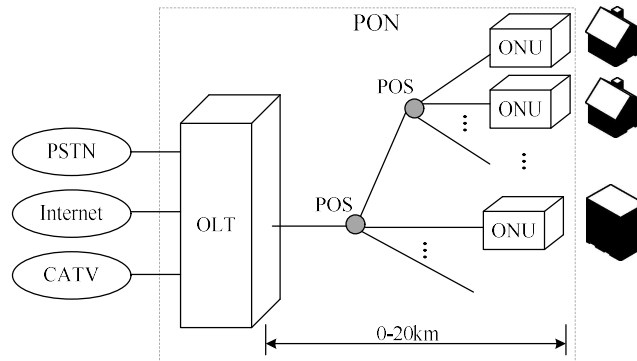 PON
ONU
POS
ONU
PSTN
Internet
CATV
OLT
POS
ONU
0-20km